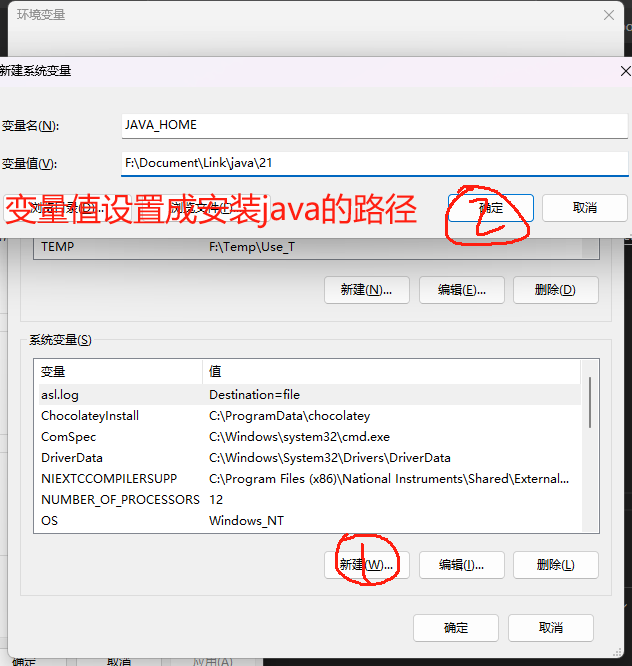 环境变量
新建系统变量
变量名(N):
JAVA_HOME
变量值(V):
F:\Document\Link\java\21
变量值设置成安装java的路径
浏览目录(D)...
浏览文件(F)...
确定
2
取消
TEMP
F:\Temp\Use_T
新建(N)...
编辑(E)...
删除(D)
系统变量(S)
变量
值
asl.log
Destination=file
ChocolateyInstall
C:\ProgramData\chocolatey
ComSpec
C:\Windows\system32\cmd.exe
DriverData
C:\Windows\System32\Drivers\DriverData
NIEXTCCOMPILERSUPP
C:\Program Files (x86)\National Instruments\Shared\External...
NUMBER_OF_PROCESSORS
12
OS
Windows_NT
新建(W)...
1
编辑(I)...
删除(L)
确定
取消
确定
取消
应用(A)